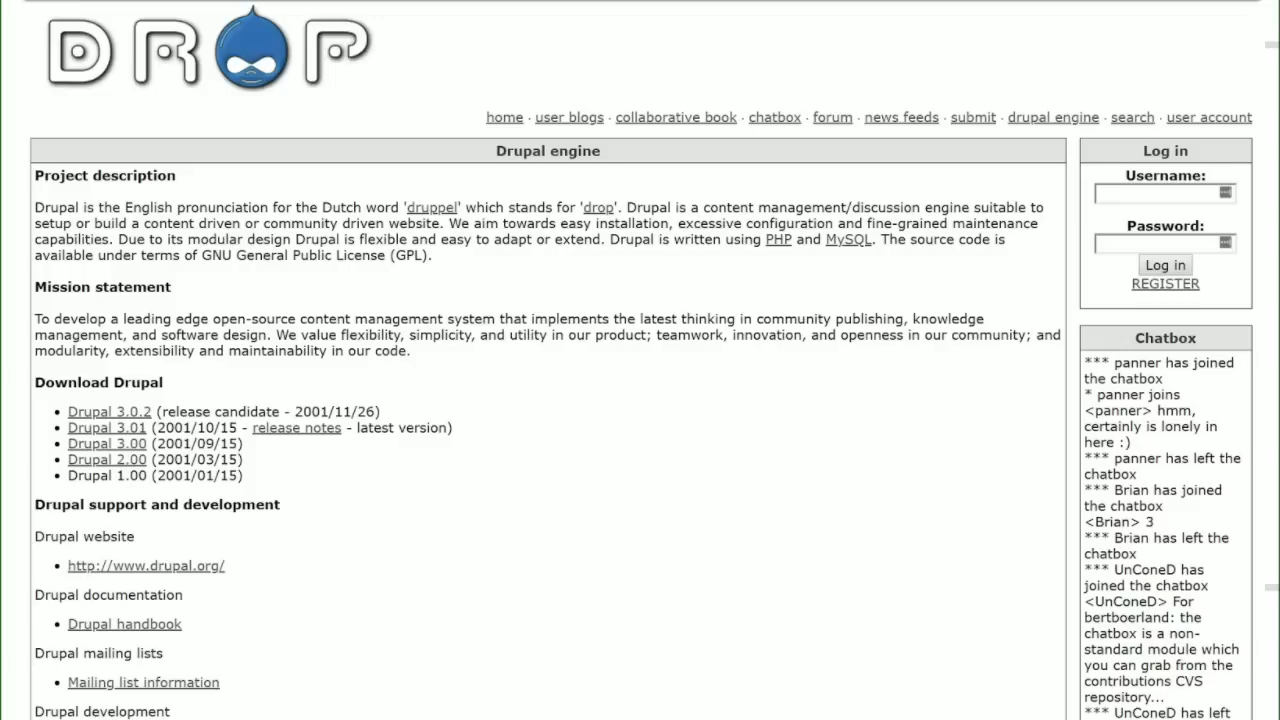 DROP
home · user blogs · collaborative book · chatbox · forum · news feeds · submit · drupal engine · search · user account
Drupal engine
Project description
Drupal is the English pronunciation for the Dutch word 'druppel' which stands for 'drop'. Drupal is a content management/discussion engine suitable to
setup or build a content driven or community driven website. We aim towards easy installation, excessive configuration and fine-grained maintenance
capabilities. Due to its modular design Drupal is flexible and easy to adapt or extend. Drupal is written using PHP and MySQL. The source code is
available under terms of GNU General Public License (GPL).
Mission statement
To develop a leading edge open-source content management system that implements the latest thinking in community publishing, knowledge
management, and software design. We value flexibility, simplicity, and utility in our product; teamwork, innovation, and openness in our community; and
modularity, extensibility and maintainability in our code.
Download Drupal
• Drupal 3.0.2 (release candidate - 2001/11/26)
• Drupal 3.01 (2001/10/15 - release notes - latest version)
• Drupal 3.00 (2001/09/15)
• Drupal 2.00 (2001/03/15)
• Drupal 1.00 (2001/01/15)
Drupal support and development
Drupal website
• http://www.drupal.org/
Drupal documentation
• Drupal handbook
Drupal mailing lists
• Mailing list information
Drupal development
Log in
Username:
Password:
Log in
REGISTER
Chatbox
*** panner has joined
the chatbox
* panner joins
<panner> hmm,
certainly is lonely in
here :)
*** panner has left the
chatbox
*** Brian has joined
the chatbox
<Brian> 3
*** Brian has left the
chatbox
*** UnConeD has
joined the chatbox
<UnConeD> For
bertboerland: the
chatbox is a non-
standard module which
you can grab from the
contributions CVS
repository...
*** UnConeD has left